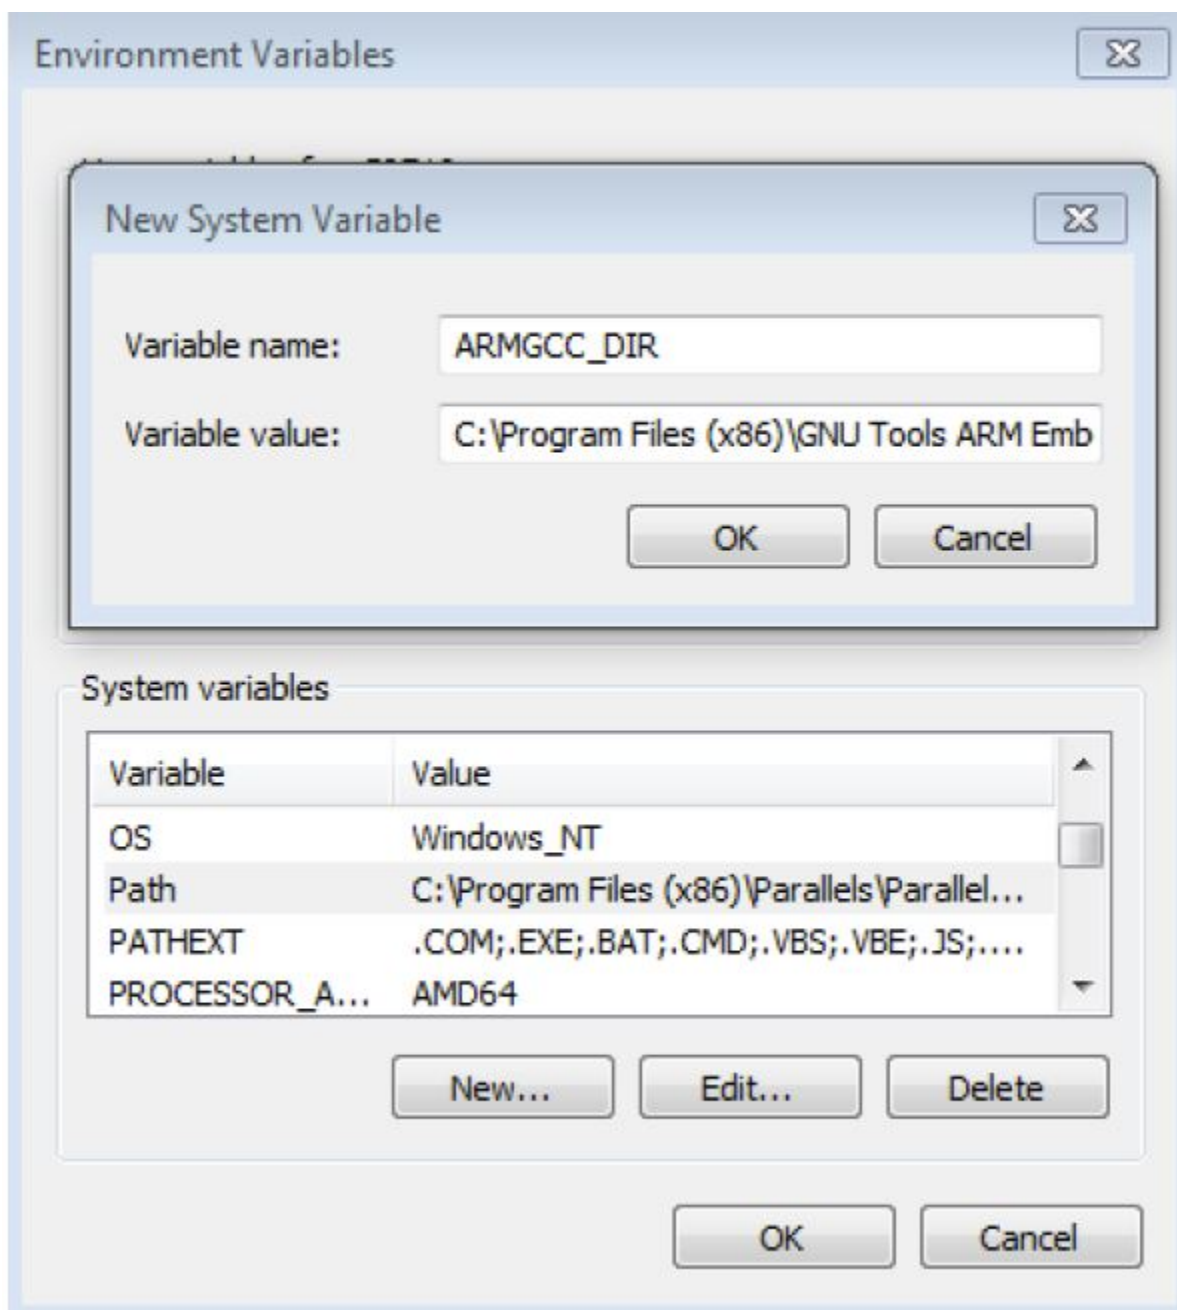 Environment Variables
New System Variable
Variable name: ARMGCC_DIR
Variable value: C:\Program Files (x86)\GNU Tools ARM Emb
OK Cancel
System variables
Variable Value
OS Windows_NT
Path C:\Program Files (x86)\Parallels\Parallel...
PATHEXT .COM;.EXE;.BAT;.CMD;.VBS;.VBE;.JS;....
PROCESSOR_A... AMD64
New... Edit... Delete
OK Cancel